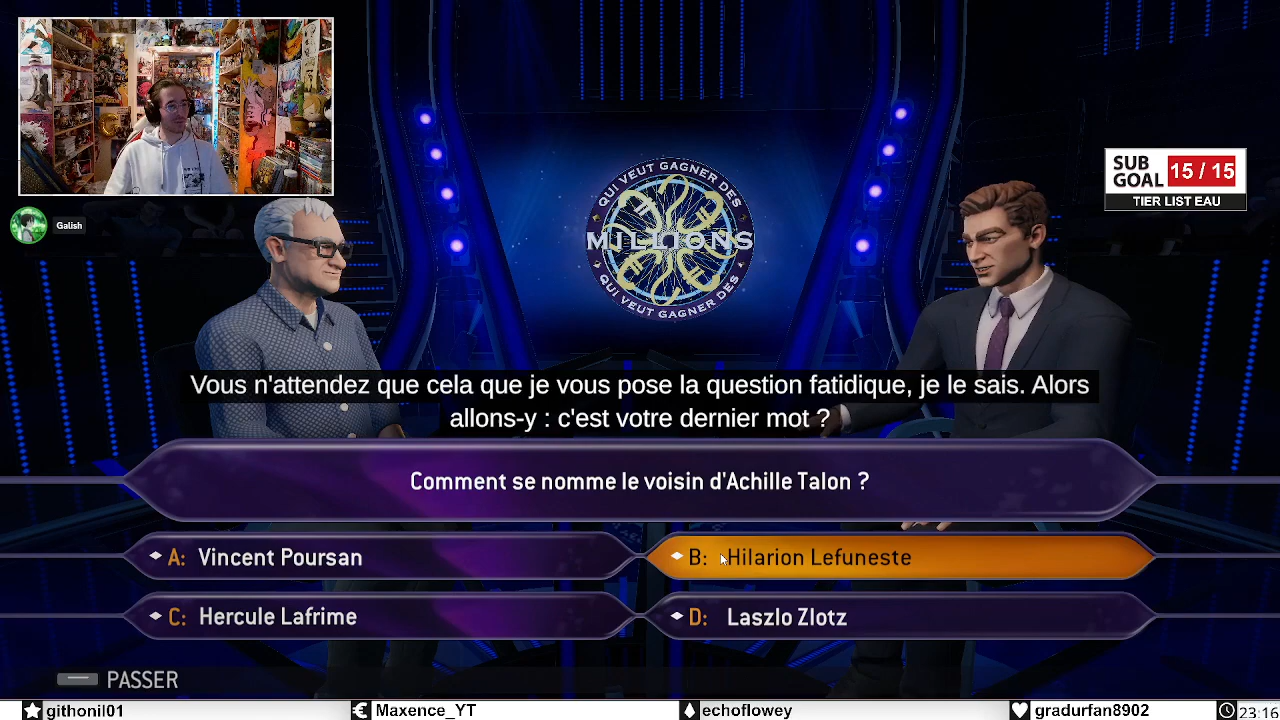 SUB
GOAL
15 / 15
TIER LIST EAU
Galish
QUI VEUT GAGNER DES
MILLIONS
QUI VEUT GAGNER DES
Vous n'attendez que cela que je vous pose la question fatidique, je le sais. Alors
allons-y : c'est votre dernier mot ?
Comment se nomme le voisin d'Achille Talon ?
A: Vincent Poursan
B: Hilarion Lefuneste
C: Hercule Lafrime
D: Laszlo Zlotz
PASSER
githonil01
Maxence_YT
echoflowey
gradurfan8902
23:16